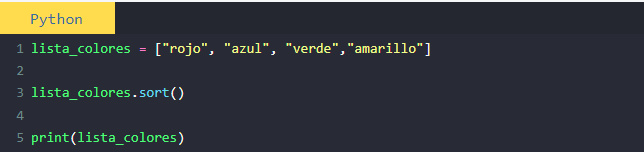 Python
1 lista_colores = ["rojo", "azul", "verde","amarillo"]
2
3 lista_colores.sort()
4
5 print(lista_colores)